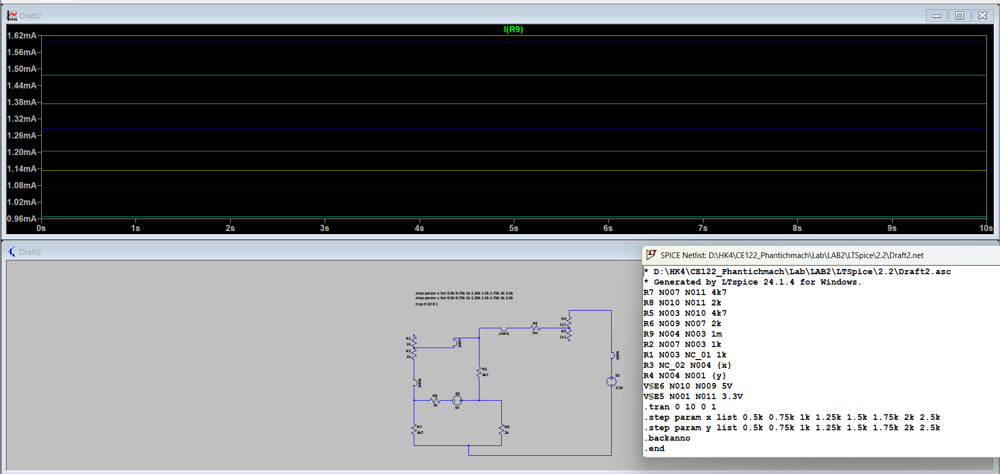 Draft2
I(R9)
1.62mA
1.56mA
1.50mA
1.44mA
1.38mA
1.32mA
1.26mA
1.20mA
1.14mA
1.08mA
1.02mA
0.96mA
0s 1s 2s 3s 4s 5s 6s 7s 8s 9s 10s
Draft2
.step param x list 0.5k 0.75k 1k 1.25k 1.5k 1.75k 2k 2.5k
.step param y list 0.5k 0.75k 1k 1.25k 1.5k 1.75k 2k 2.5k
.tran 0 10 0 1
R4
{y}
R3
{x}
R9
1m
JMP6
R1
1k
R2
1k
JMP7
JMP9
R5
4k7
JMP8
E5
3.3V
R6
2k
E6
5V
R7
4k7
R8
2k
SPICE Netlist: D:\HK4\CE122_Phantichmach\Lab\LAB2\LTSpice\2.2\Draft2.net
* D:\HK4\CE122_Phantichmach\Lab\LAB2\LTSpice\2.2\Draft2.asc
* Generated by LTspice 24.1.4 for Windows.
R7 N007 N011 4k7
R8 N010 N011 2k
R5 N003 N010 4k7
R6 N009 N007 2k
R9 N004 N003 1m
R2 N007 N003 1k
R1 N003 NC_01 1k
R3 NC_02 N004 {x}
R4 N004 N001 {y}
V§E6 N010 N009 5V
V§E5 N001 N011 3.3V
.tran 0 10 0 1
.step param x list 0.5k 0.75k 1k 1.25k 1.5k 1.75k 2k 2.5k
.step param y list 0.5k 0.75k 1k 1.25k 1.5k 1.75k 2k 2.5k
.backanno
.end